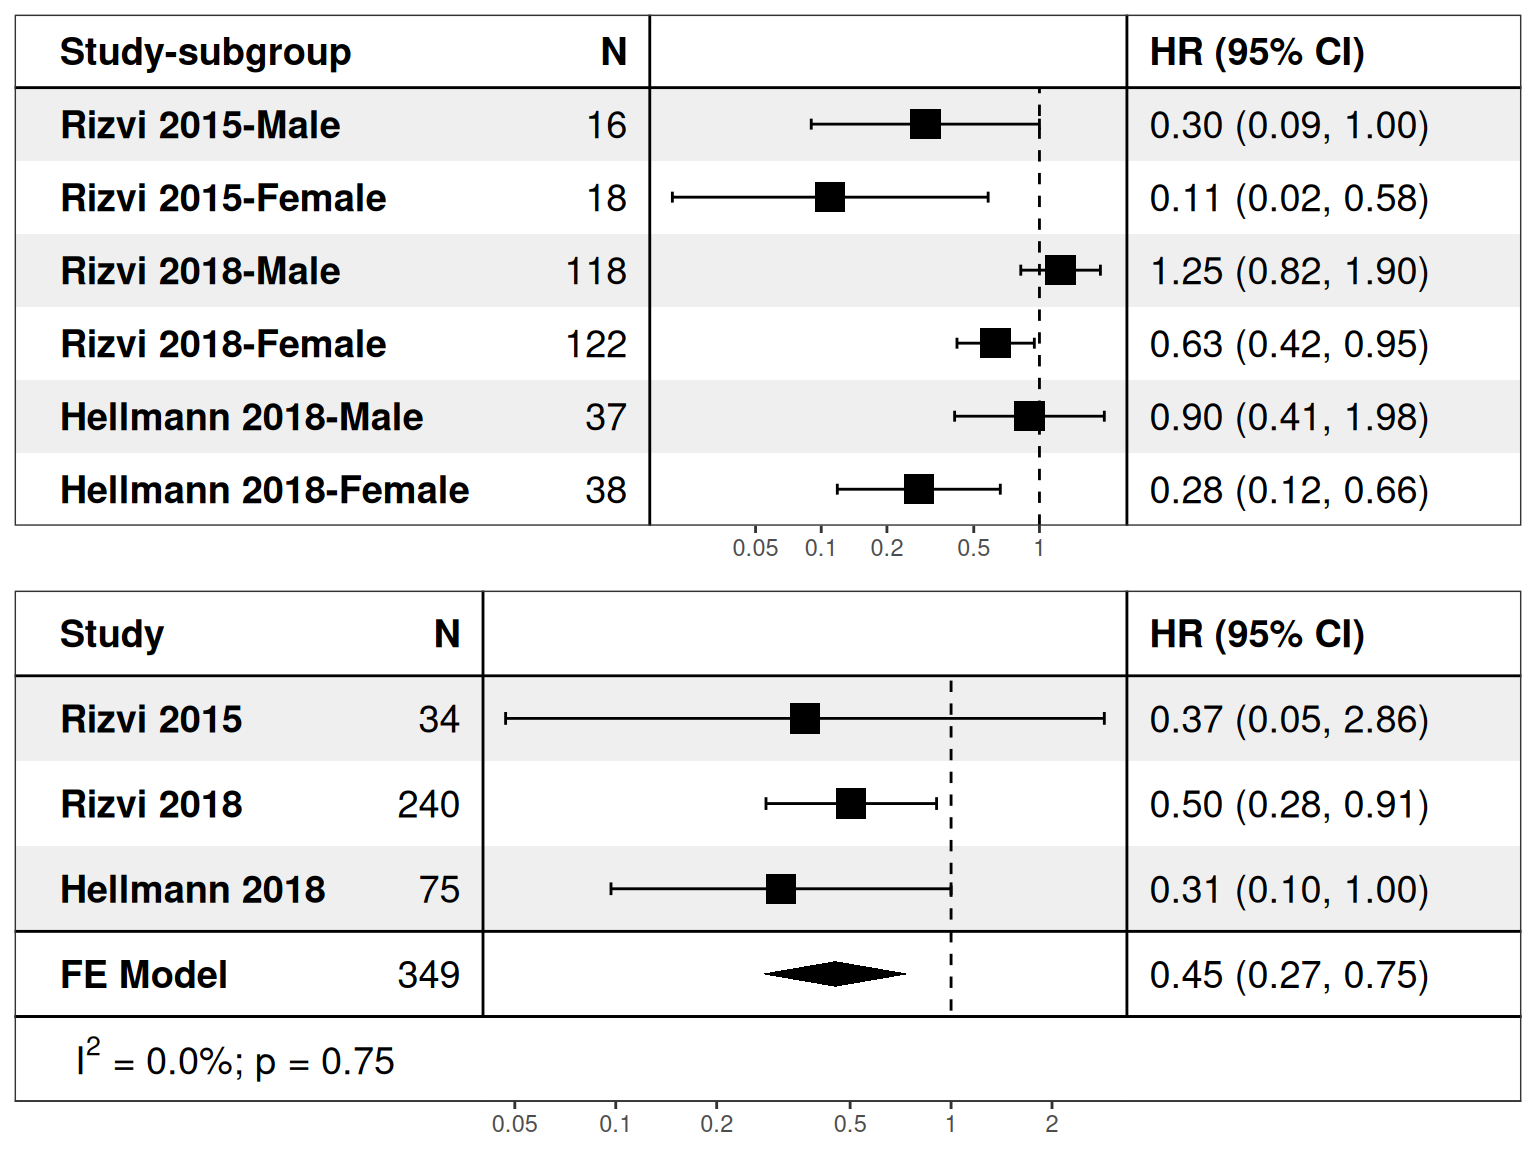 Study-subgroup N HR (95% CI)
Rizvi 2015-Male 16 0.30 (0.09, 1.00)
Rizvi 2015-Female 18 0.11 (0.02, 0.58)
Rizvi 2018-Male 118 1.25 (0.82, 1.90)
Rizvi 2018-Female 122 0.63 (0.42, 0.95)
Hellmann 2018-Male 37 0.90 (0.41, 1.98)
Hellmann 2018-Female 38 0.28 (0.12, 0.66)
0.05 0.1 0.2 0.5 1
Study N HR (95% CI)
Rizvi 2015 34 0.37 (0.05, 2.86)
Rizvi 2018 240 0.50 (0.28, 0.91)
Hellmann 2018 75 0.31 (0.10, 1.00)
FE Model 349 0.45 (0.27, 0.75)
I² = 0.0%; p = 0.75
0.05 0.1 0.2 0.5 1 2